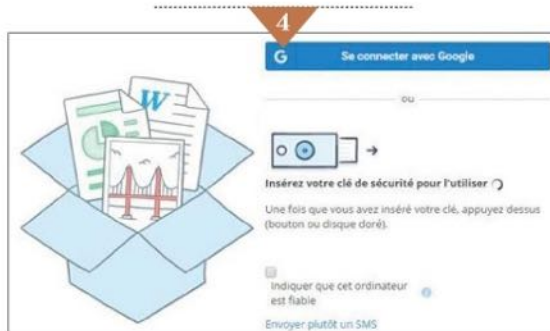 4
W
G Se connecter avec Google
ou
Insérez votre clé de sécurité pour l'utiliser
Une fois que vous avez inséré votre clé, appuyez dessus
(bouton ou disque doré).
Indiquer que cet ordinateur
est fiable
i
Envoyer plutôt un SMS